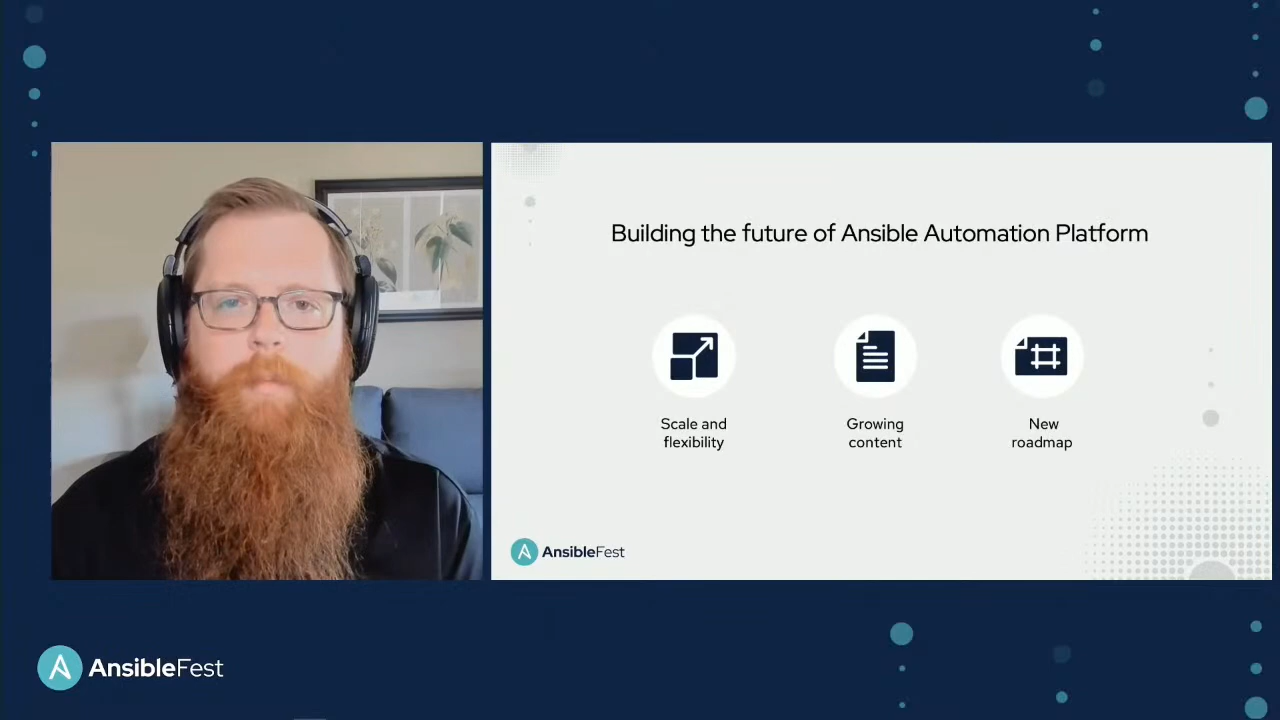 Building the future of Ansible Automation Platform
Scale and
flexibility
Growing
content
New
roadmap
AnsibleFest
AnsibleFest